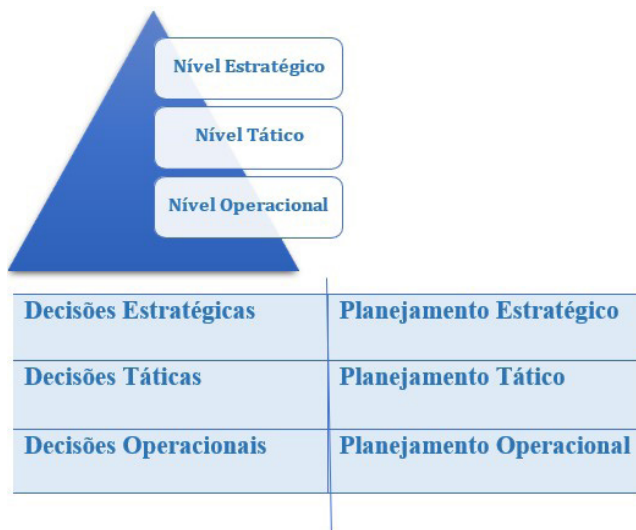 Nível Estratégico
Nível Tático
Nível Operacional
Decisões Estratégicas Planejamento Estratégico
Decisões Táticas Planejamento Tático
Decisões Operacionais Planejamento Operacional